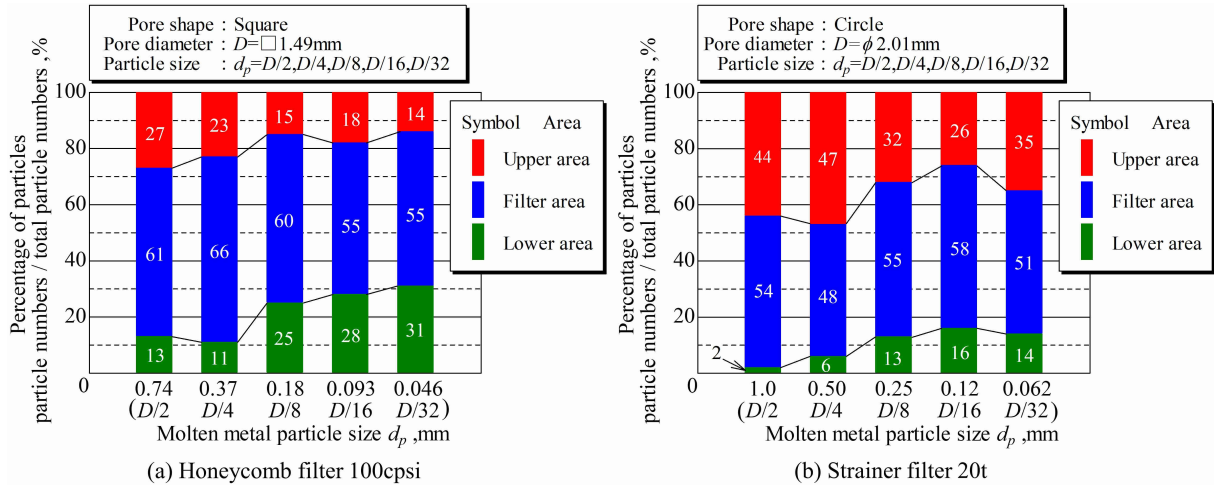 Pore shape : Square
Pore diameter : D=□1.49mm
Particle size : dp=D/2,D/4,D/8,D/16,D/32
Percentage of particles
particle numbers / total particle numbers ,%
100
80
60
40
20
0
27 23 15 18 14
61 66 60 55 55
13 11 25 28 31
0.74 0.37 0.18 0.093 0.046
(D/2 D/4 D/8 D/16 D/32)
Molten metal particle size dp ,mm
Symbol Area
Upper area
Filter area
Lower area
(a) Honeycomb filter 100cpsi
Pore shape : Circle
Pore diameter : D=ϕ2.01mm
Particle size : dp=D/2,D/4,D/8,D/16,D/32
Percentage of particles
particle numbers / total particle numbers ,%
100
80
60
40
20
0
44 47 32 26 35
54 48 55 58 51
2 6 13 16 14
1.0 0.50 0.25 0.12 0.062
(D/2 D/4 D/8 D/16 D/32)
Molten metal particle size dp ,mm
Symbol Area
Upper area
Filter area
Lower area
(b) Strainer filter 20t